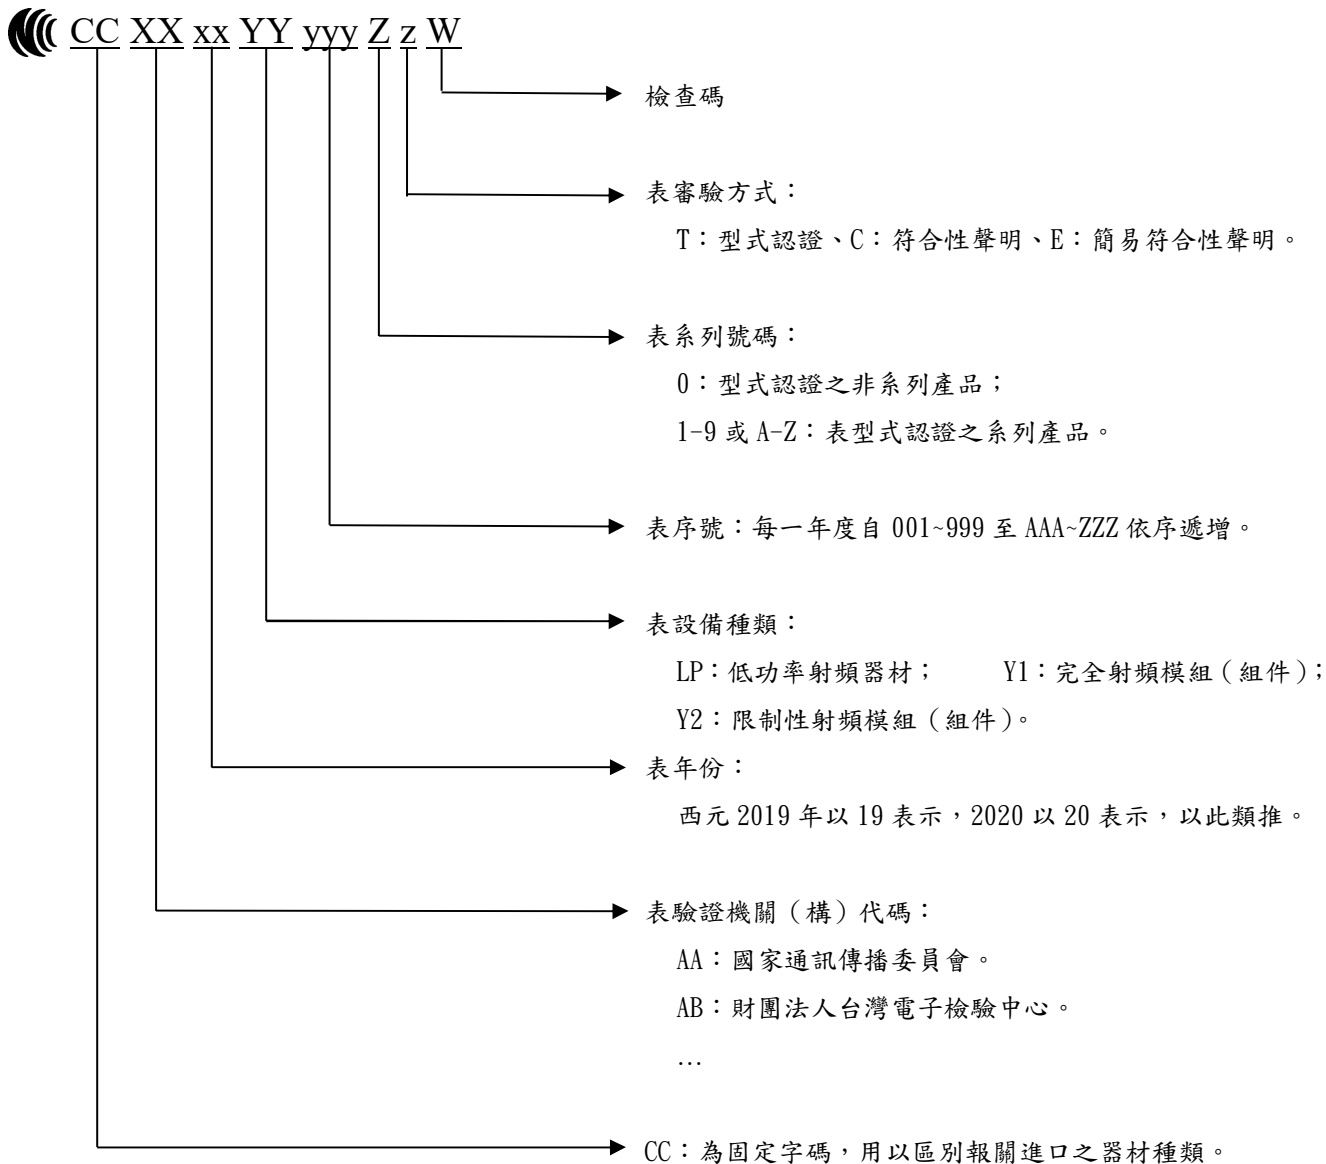 CC XX xx YY yyy Z z W
檢查碼
表審驗方式：
T：型式認證、C：符合性聲明、E：簡易符合性聲明。
表系列號碼：
0：型式認證之非系列產品；
1-9 或 A-Z：表型式認證之系列產品。
表序號：每一年度自 001~999 至 AAA~ZZZ 依序遞增。
表設備種類：
LP：低功率射頻器材； Y1：完全射頻模組（組件）；
Y2：限制性射頻模組（組件）。
表年份：
西元 2019 年以 19 表示，2020 以 20 表示，以此類推。
表驗證機關（構）代碼：
AA：國家通訊傳播委員會。
AB：財團法人台灣電子檢驗中心。
…
CC：為固定字碼，用以區別報關進口之器材種類。